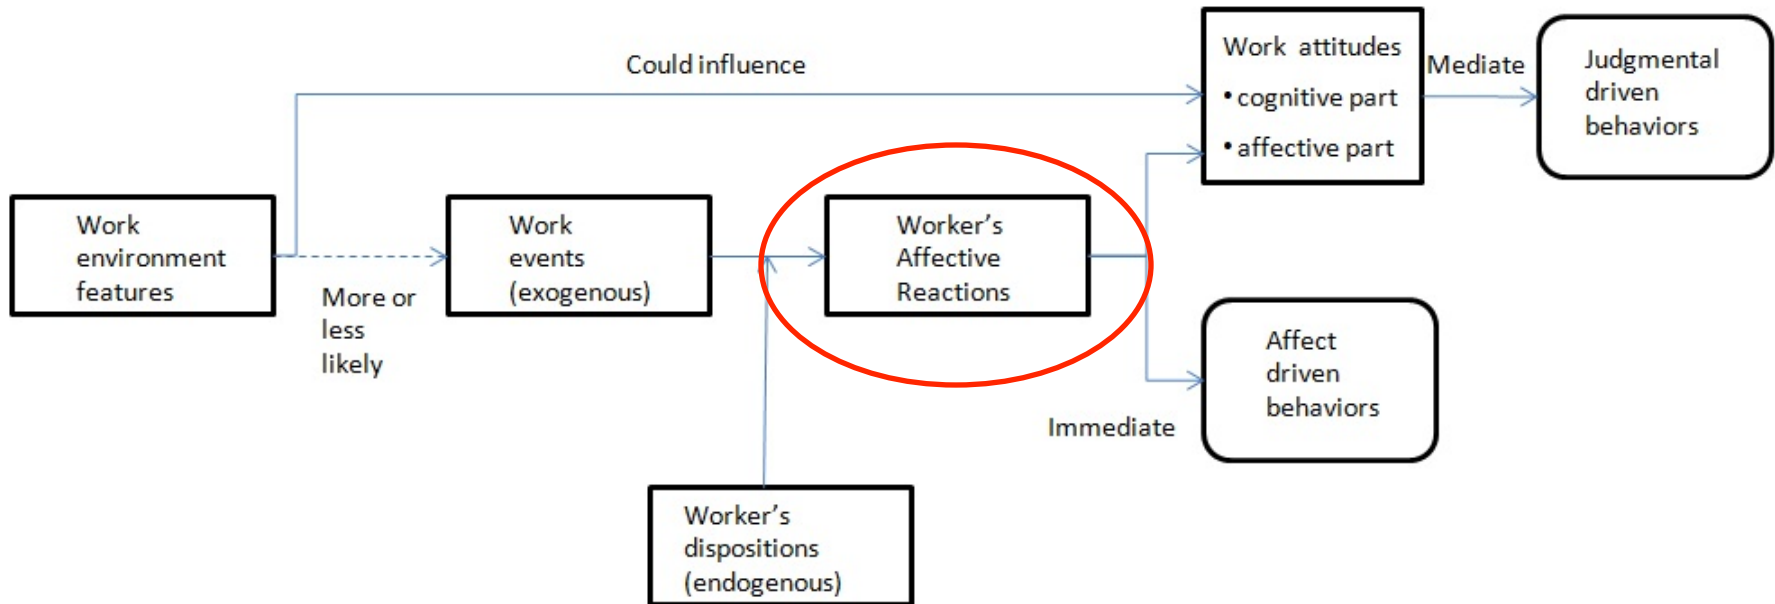 Could influence
Work attitudes
• cognitive part
• affective part
Mediate
Judgmental
driven
behaviors
Work
environment
features
More or
less
likely
Work
events
(exogenous)
Worker’s
Affective
Reactions
Immediate
Affect
driven
behaviors
Worker’s
dispositions
(endogenous)